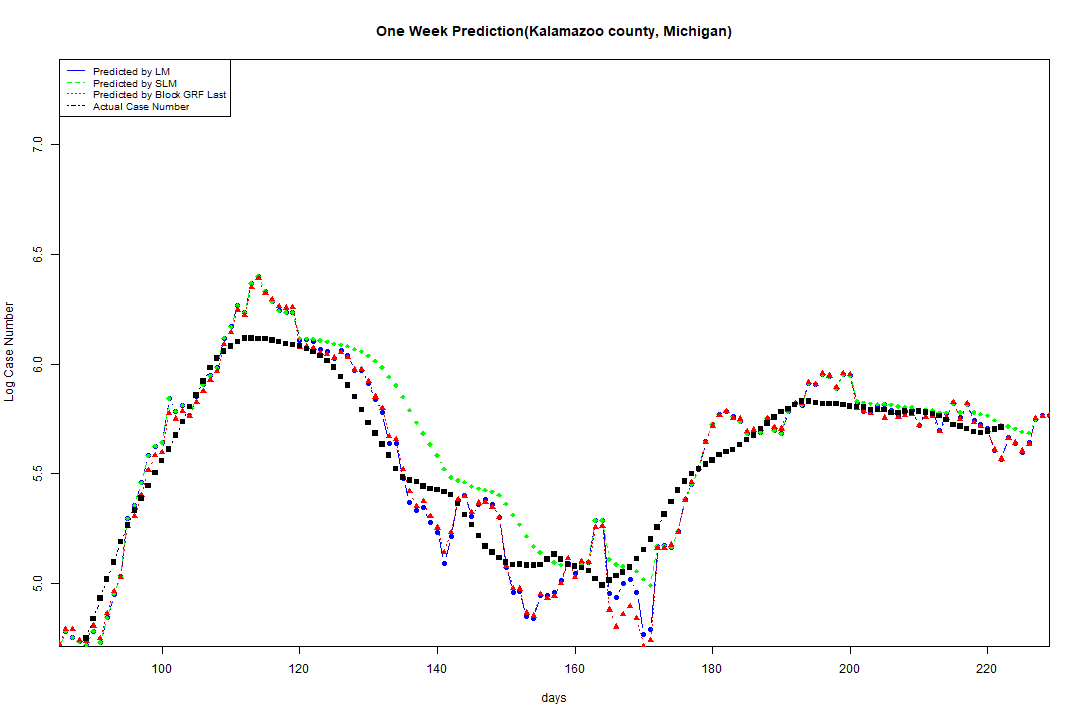 One Week Prediction(Kalamazoo county, Michigan)
Predicted by LM
Predicted by SLM
Predicted by Block GRF Last
Actual Case Number
7.0
6.5
6.0
5.5
5.0
Log Case Number
100 120 140 160 180 200 220
days